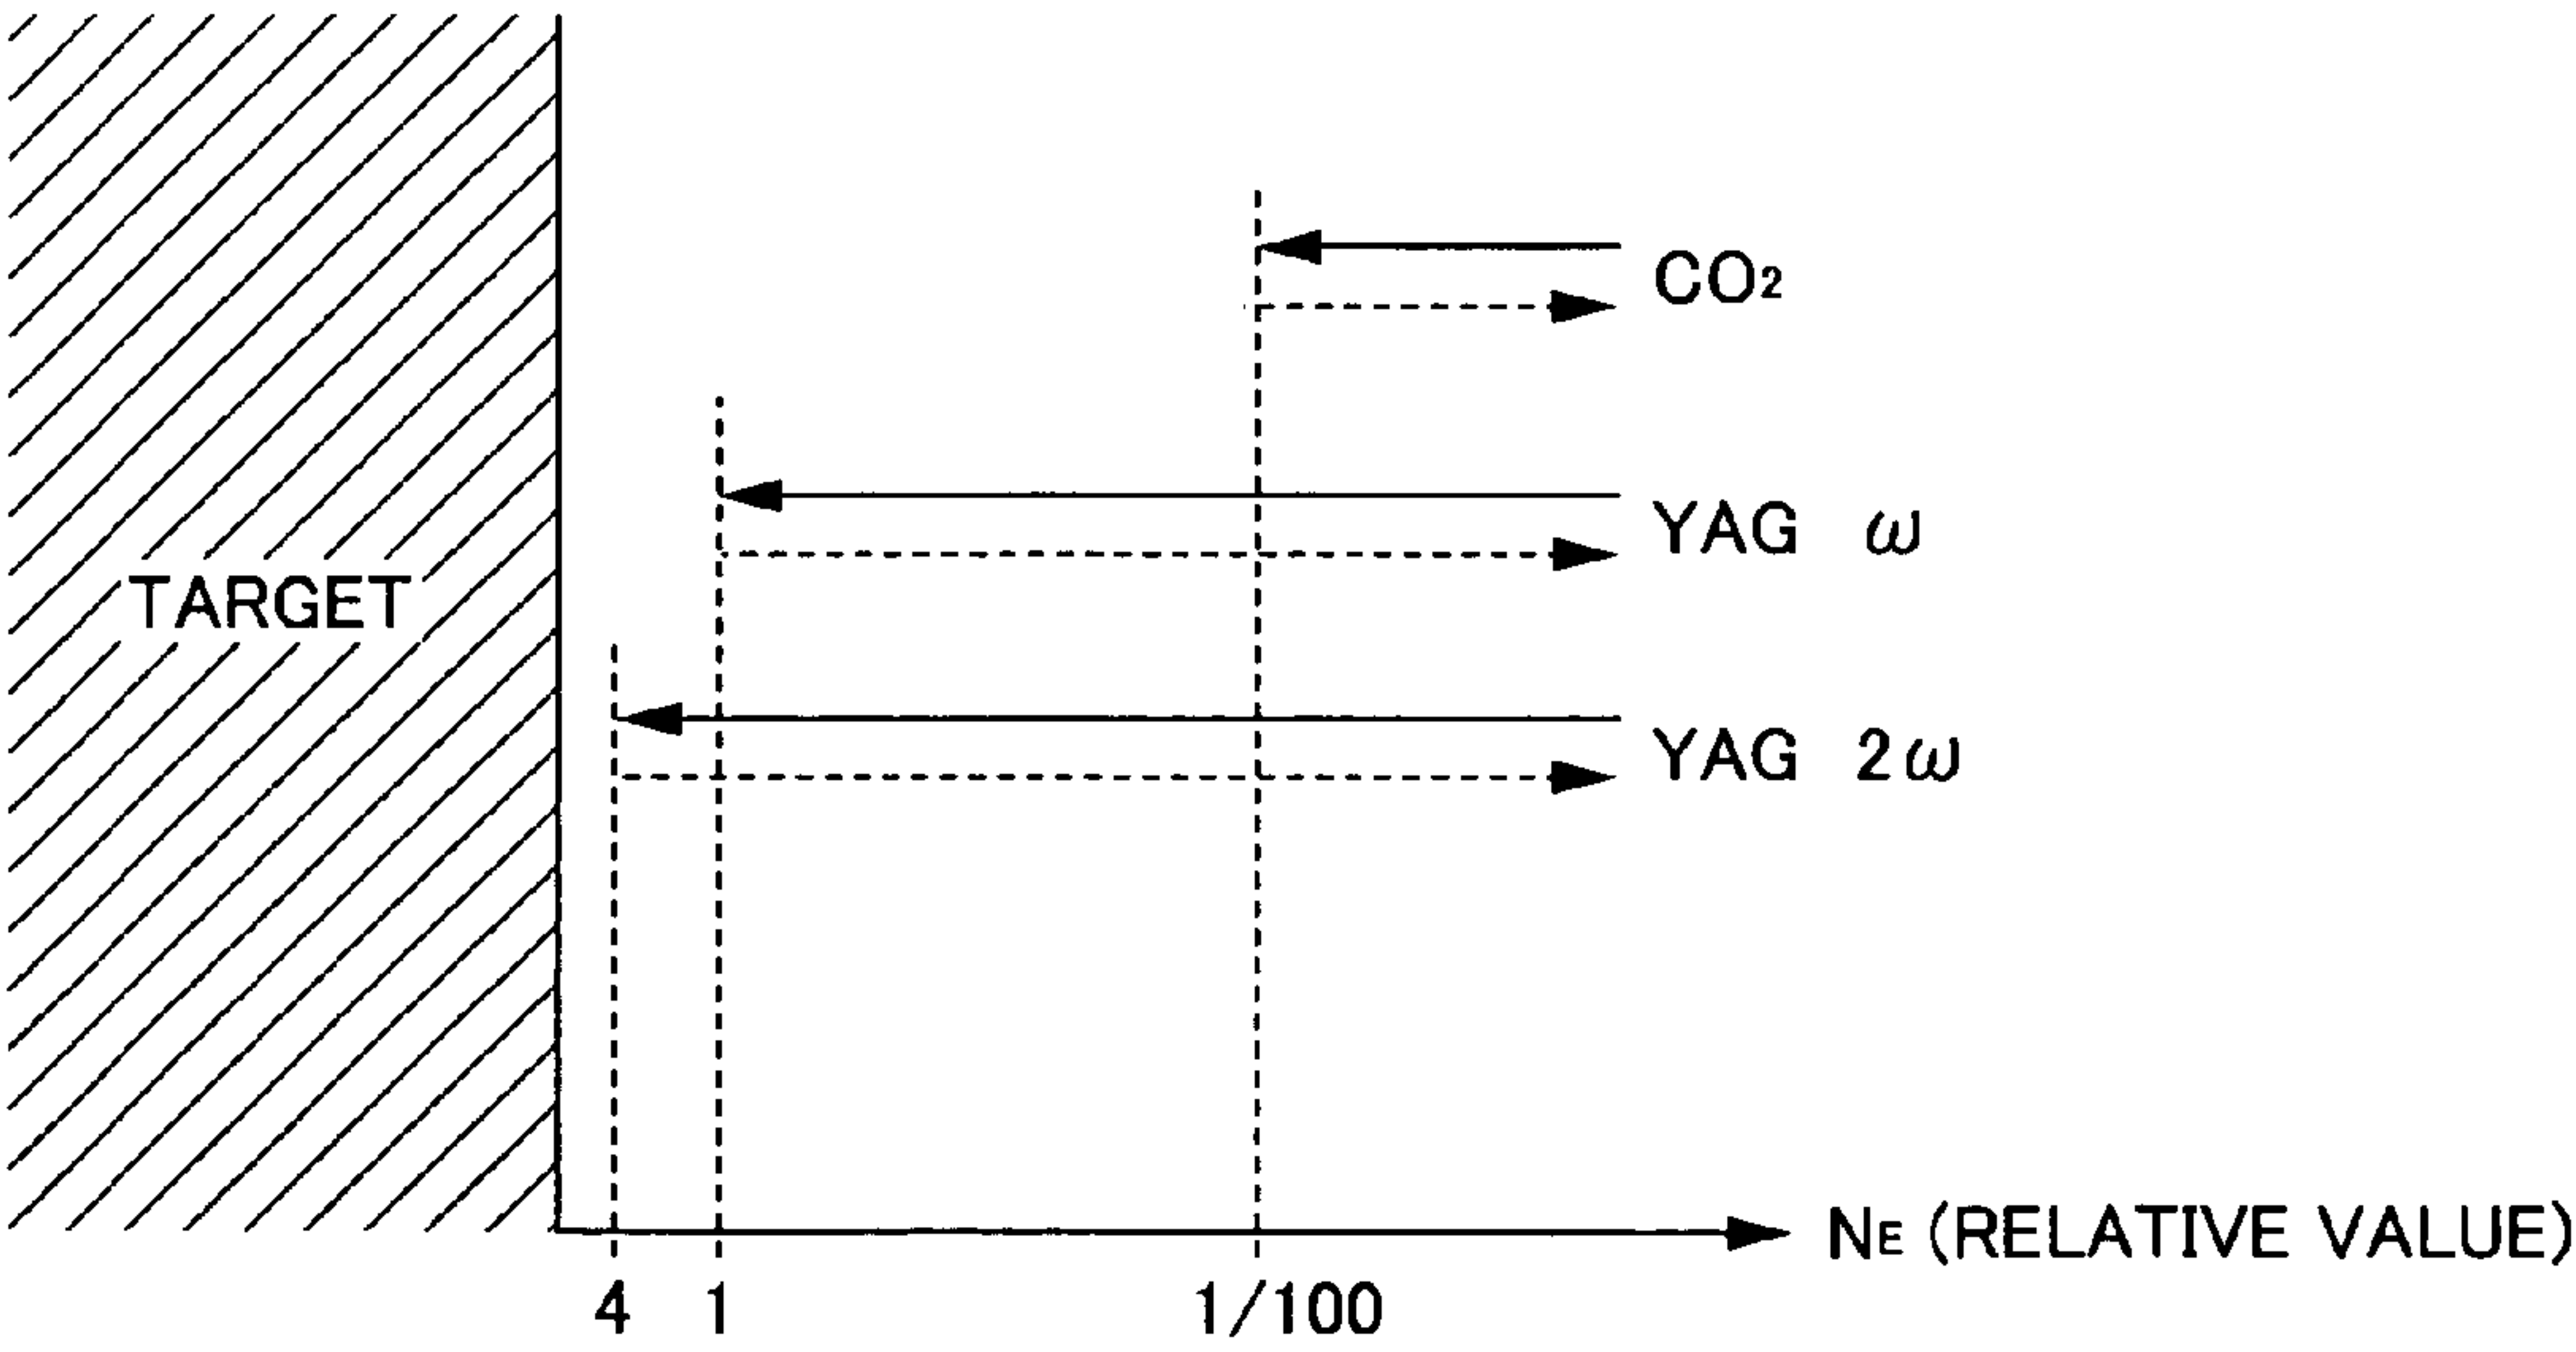 CO2
YAG ω
TARGET
YAG 2ω
NE (RELATIVE VALUE)
4 1 1/100